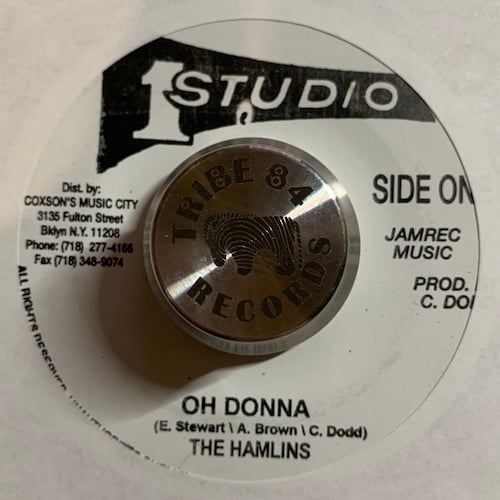 1 STUDIO
Dist. by:
COXSON'S MUSIC CITY
3135 Fulton Street
Bklyn N.Y. 11208
Phone: (718) 277-4166
Fax (718) 348-9074
SIDE ON
JAMREC
MUSIC
PROD.
C. DO
TRIBE 84
RECORDS
ALL RIGHTS
OH DONNA
(E. Stewart \ A. Brown \ C. Dodd)
THE HAMLINS